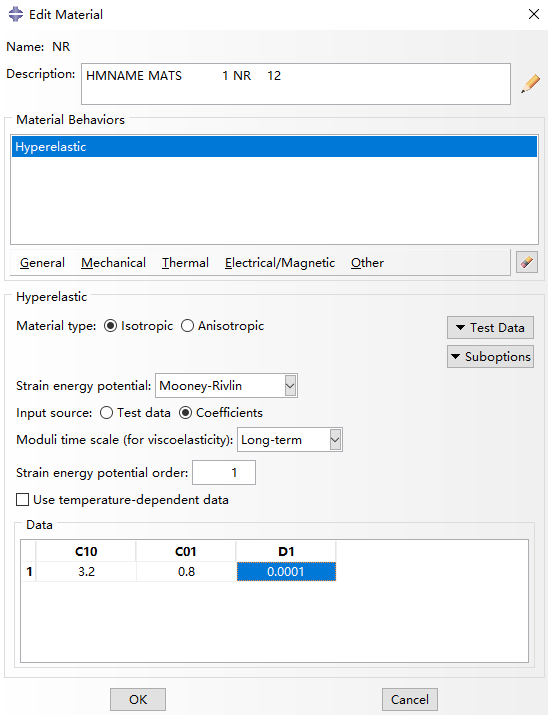 Edit Material
Name: NR
Description: HMNAME MATS 1 NR 12
Material Behaviors
Hyperelastic
General Mechanical Thermal Electrical/Magnetic Other
Hyperelastic
Material type: Isotropic Anisotropic
Test Data
Suboptions
Strain energy potential: Mooney-Rivlin
Input source: Test data Coefficients
Moduli time scale (for viscoelasticity): Long-term
Strain energy potential order: 1
Use temperature-dependent data
Data
C10 C01 D1
1 3.2 0.8 0.0001
OK Cancel